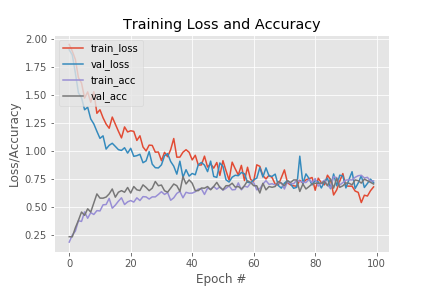 Training Loss and Accuracy
2.00
1.75
1.50
1.25
1.00
0.75
0.50
0.25
Loss/Accuracy
train_loss
val_loss
train_acc
val_acc
0 20 40 60 80 100
Epoch #